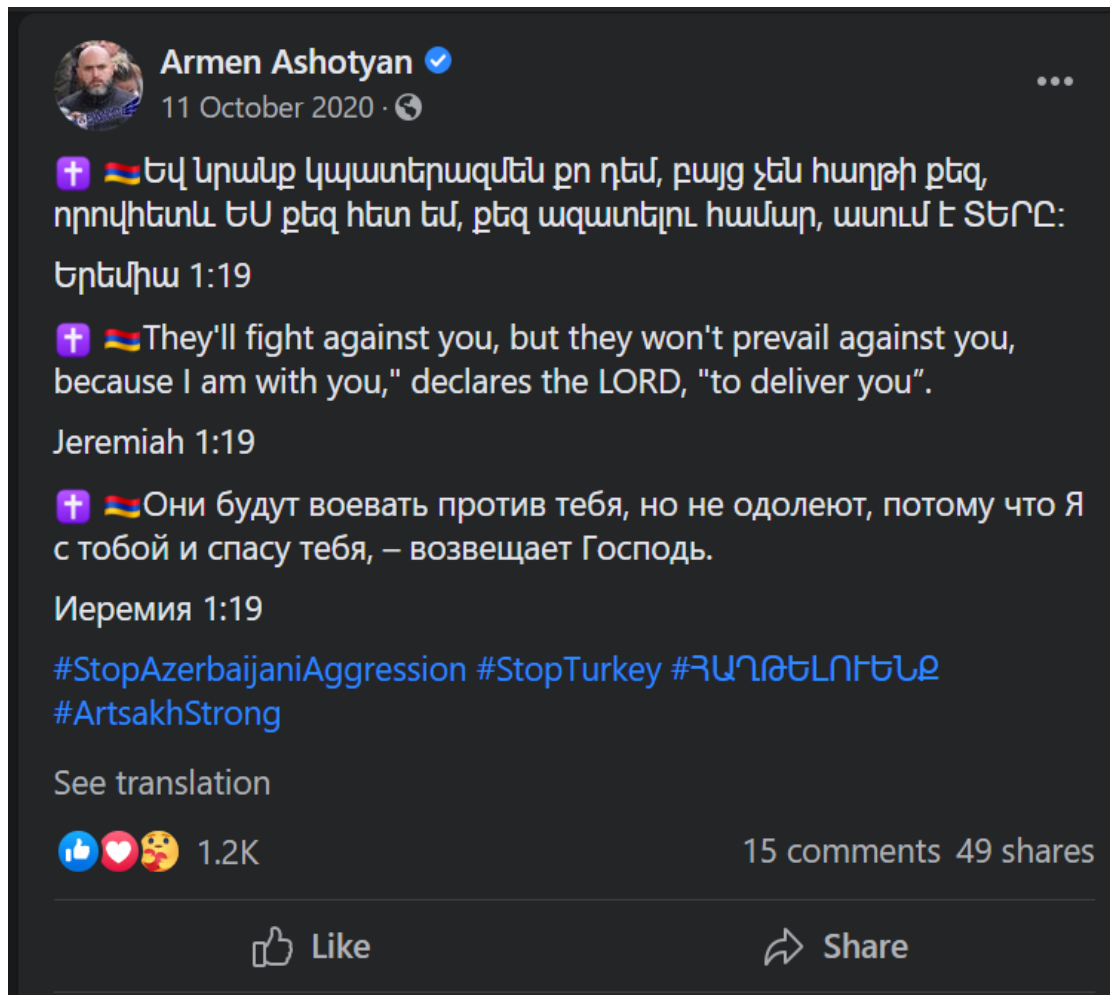 Armen Ashotyan
11 October 2020 ·
Եվ նրանք կպատերազմեն քո դեմ, բայց չեն հաղթի քեզ,
որովհետև ԵՍ քեզ հետ եմ, քեզ ազատելու համար, ասում է ՏԵՐԸ:
Երեմիա 1:19
They'll fight against you, but they won't prevail against you,
because I am with you," declares the LORD, "to deliver you”.
Jeremiah 1:19
Они будут воевать против тебя, но не одолеют, потому что Я
с тобой и спасу тебя, – возвещает Господь.
Иеремия 1:19
#StopAzerbaijaniAggression #StopTurkey #ՀԱՂԹԵԼՈՒԵՆՔ
#ArtsakhStrong
See translation
1.2K 15 comments 49 shares
Like Share